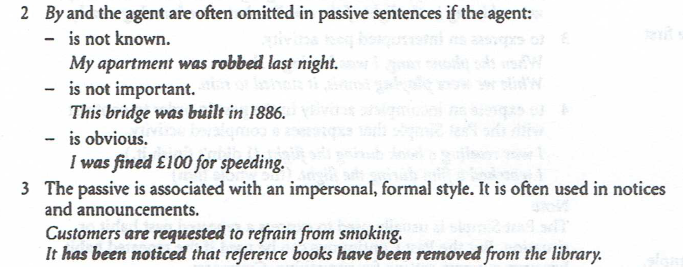 2 By and the agent are often omitted in passive sentences if the agent:
– is not known.
My apartment was robbed last night.
– is not important.
This bridge was built in 1886.
– is obvious.
I was fined £100 for speeding.
3 The passive is associated with an impersonal, formal style. It is often used in notices
and announcements.
Customers are requested to refrain from smoking.
It has been noticed that reference books have been removed from the library.